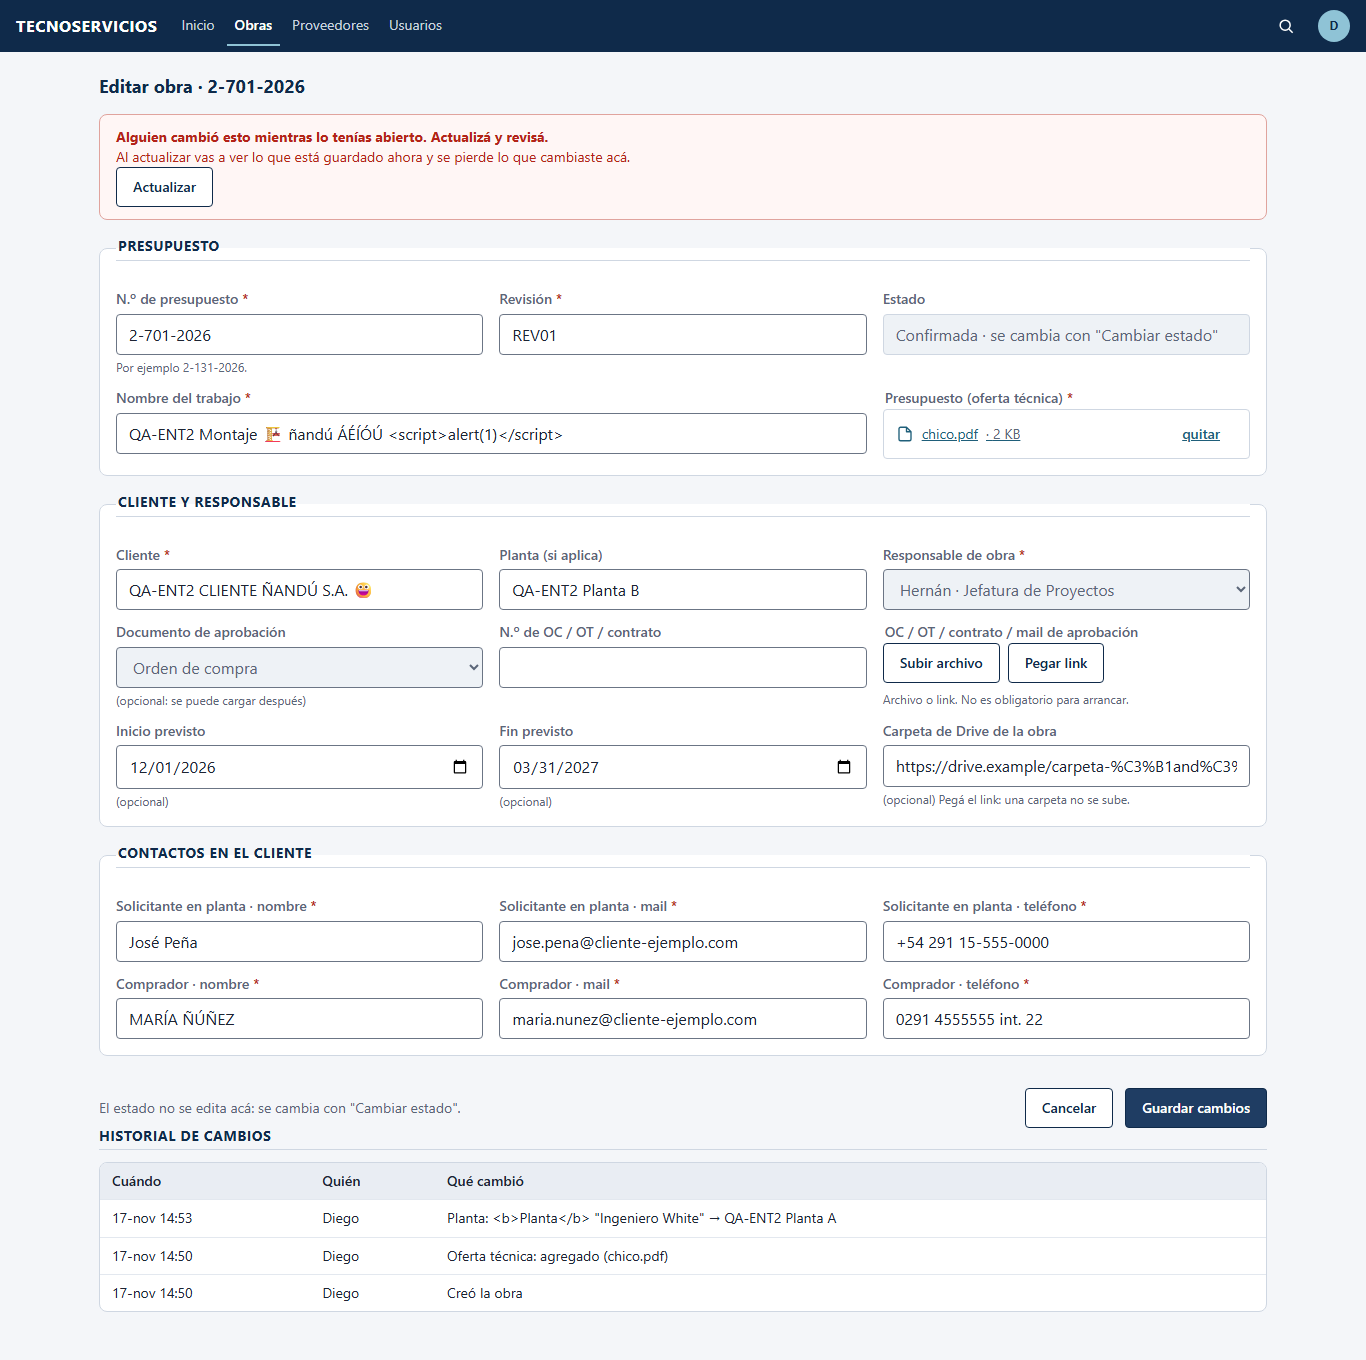 TECNOSERVICIOS Inicio Obras Proveedores Usuarios D
Editar obra · 2-701-2026
Alguien cambió esto mientras lo tenías abierto. Actualizá y revisá.
Al actualizar vas a ver lo que está guardado ahora y se pierde lo que cambiaste acá.
Actualizar
PRESUPUESTO
N.º de presupuesto * Revisión * Estado
2-701-2026 REV01 Confirmada · se cambia con "Cambiar estado"
Por ejemplo 2-131-2026.
Nombre del trabajo * Presupuesto (oferta técnica) *
QA-ENT2 Montaje 🏗 ñandú ÁÉÍÓÚ <script>alert(1)</script> chico.pdf · 2 KB quitar
CLIENTE Y RESPONSABLE
Cliente * Planta (si aplica) Responsable de obra *
QA-ENT2 CLIENTE ÑANDÚ S.A. 😀 QA-ENT2 Planta B Hernán · Jefatura de Proyectos
Documento de aprobación N.º de OC / OT / contrato OC / OT / contrato / mail de aprobación
Orden de compra Subir archivo Pegar link
(opcional: se puede cargar después) Archivo o link. No es obligatorio para arrancar.
Inicio previsto Fin previsto Carpeta de Drive de la obra
12/01/2026 03/31/2027 https://drive.example/carpeta-%C3%B1and%C3%
(opcional) (opcional) (opcional) Pegá el link: una carpeta no se sube.
CONTACTOS EN EL CLIENTE
Solicitante en planta · nombre * Solicitante en planta · mail * Solicitante en planta · teléfono *
José Peña jose.pena@cliente-ejemplo.com +54 291 15-555-0000
Comprador · nombre * Comprador · mail * Comprador · teléfono *
MARÍA ÑÚÑEZ maria.nunez@cliente-ejemplo.com 0291 4555555 int. 22
El estado no se edita acá: se cambia con "Cambiar estado". Cancelar Guardar cambios
HISTORIAL DE CAMBIOS
Cuándo Quién Qué cambió
17-nov 14:53 Diego Planta: <b>Planta</b> "Ingeniero White" → QA-ENT2 Planta A
17-nov 14:50 Diego Oferta técnica: agregado (chico.pdf)
17-nov 14:50 Diego Creó la obra